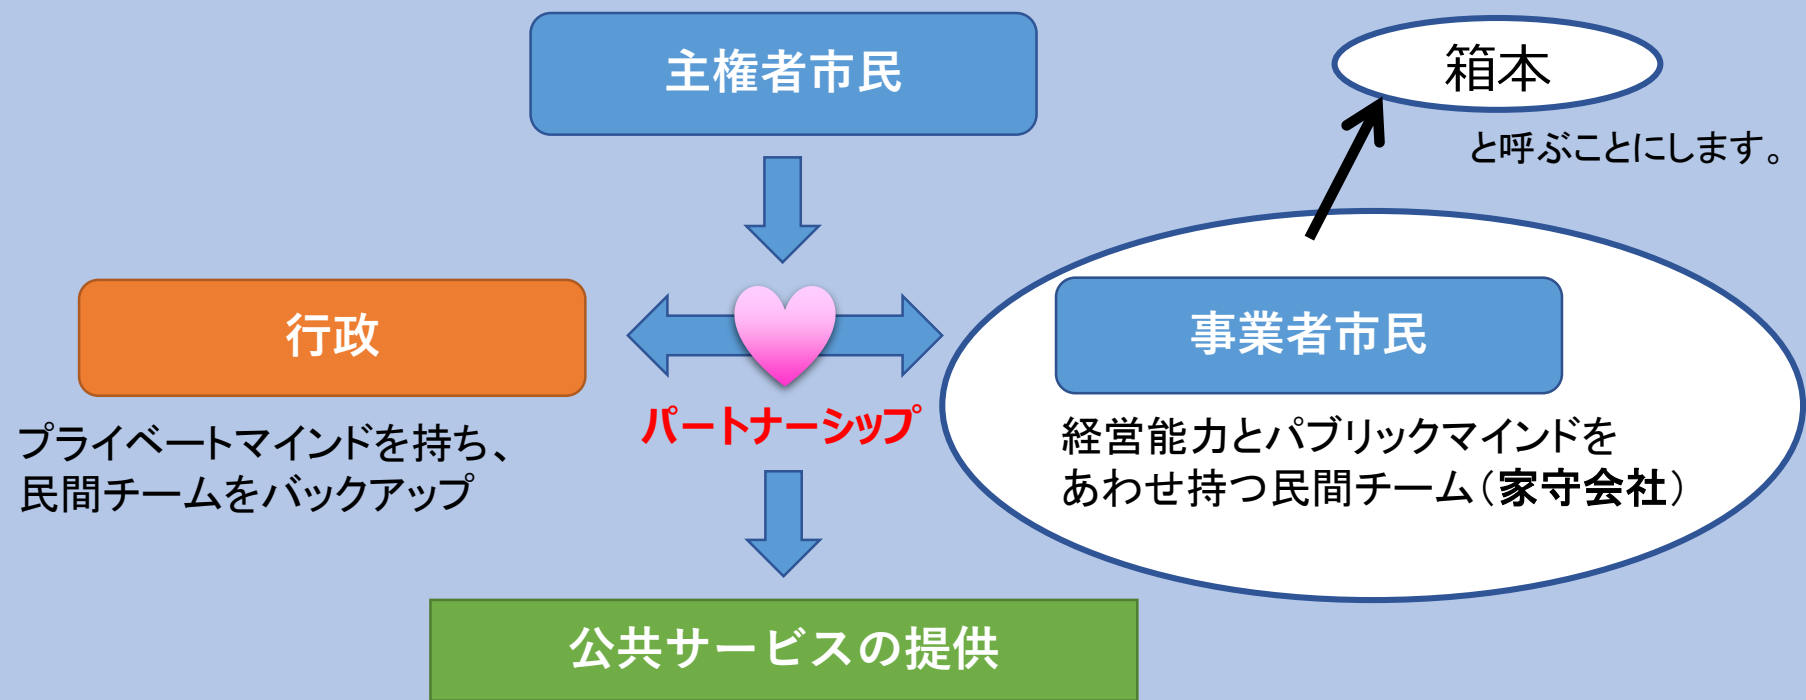 主権者市民
箱本
と呼ぶことにします。
行政
プライベートマインドを持ち、
民間チームをバックアップ
パートナーシップ
事業者市民
経営能力とパブリックマインドを
あわせ持つ民間チーム（家守会社）
公共サービスの提供